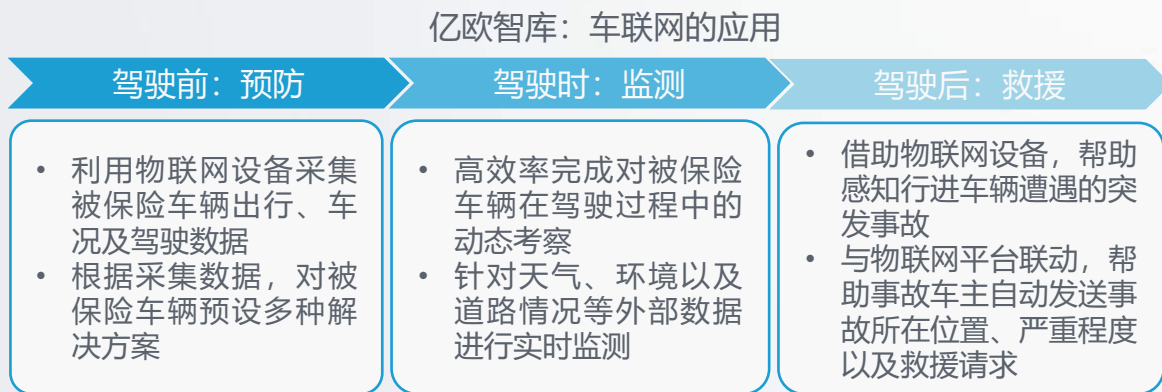 亿欧智库：车联网的应用
驾驶前：预防
驾驶时：监测
驾驶后：救援
• 利用物联网设备采集
被保险车辆出行、车
况及驾驶数据
• 根据采集数据，对被
保险车辆预设多种解
决方案
• 高效率完成对被保险
车辆在驾驶过程中的
动态考察
• 针对天气、环境以及
道路情况等外部数据
进行实时监测
• 借助物联网设备，帮助
感知行进车辆遭遇的突
发事故
• 与物联网平台联动，帮
助事故车主自动发送事
故所在位置、严重程度
以及救援请求